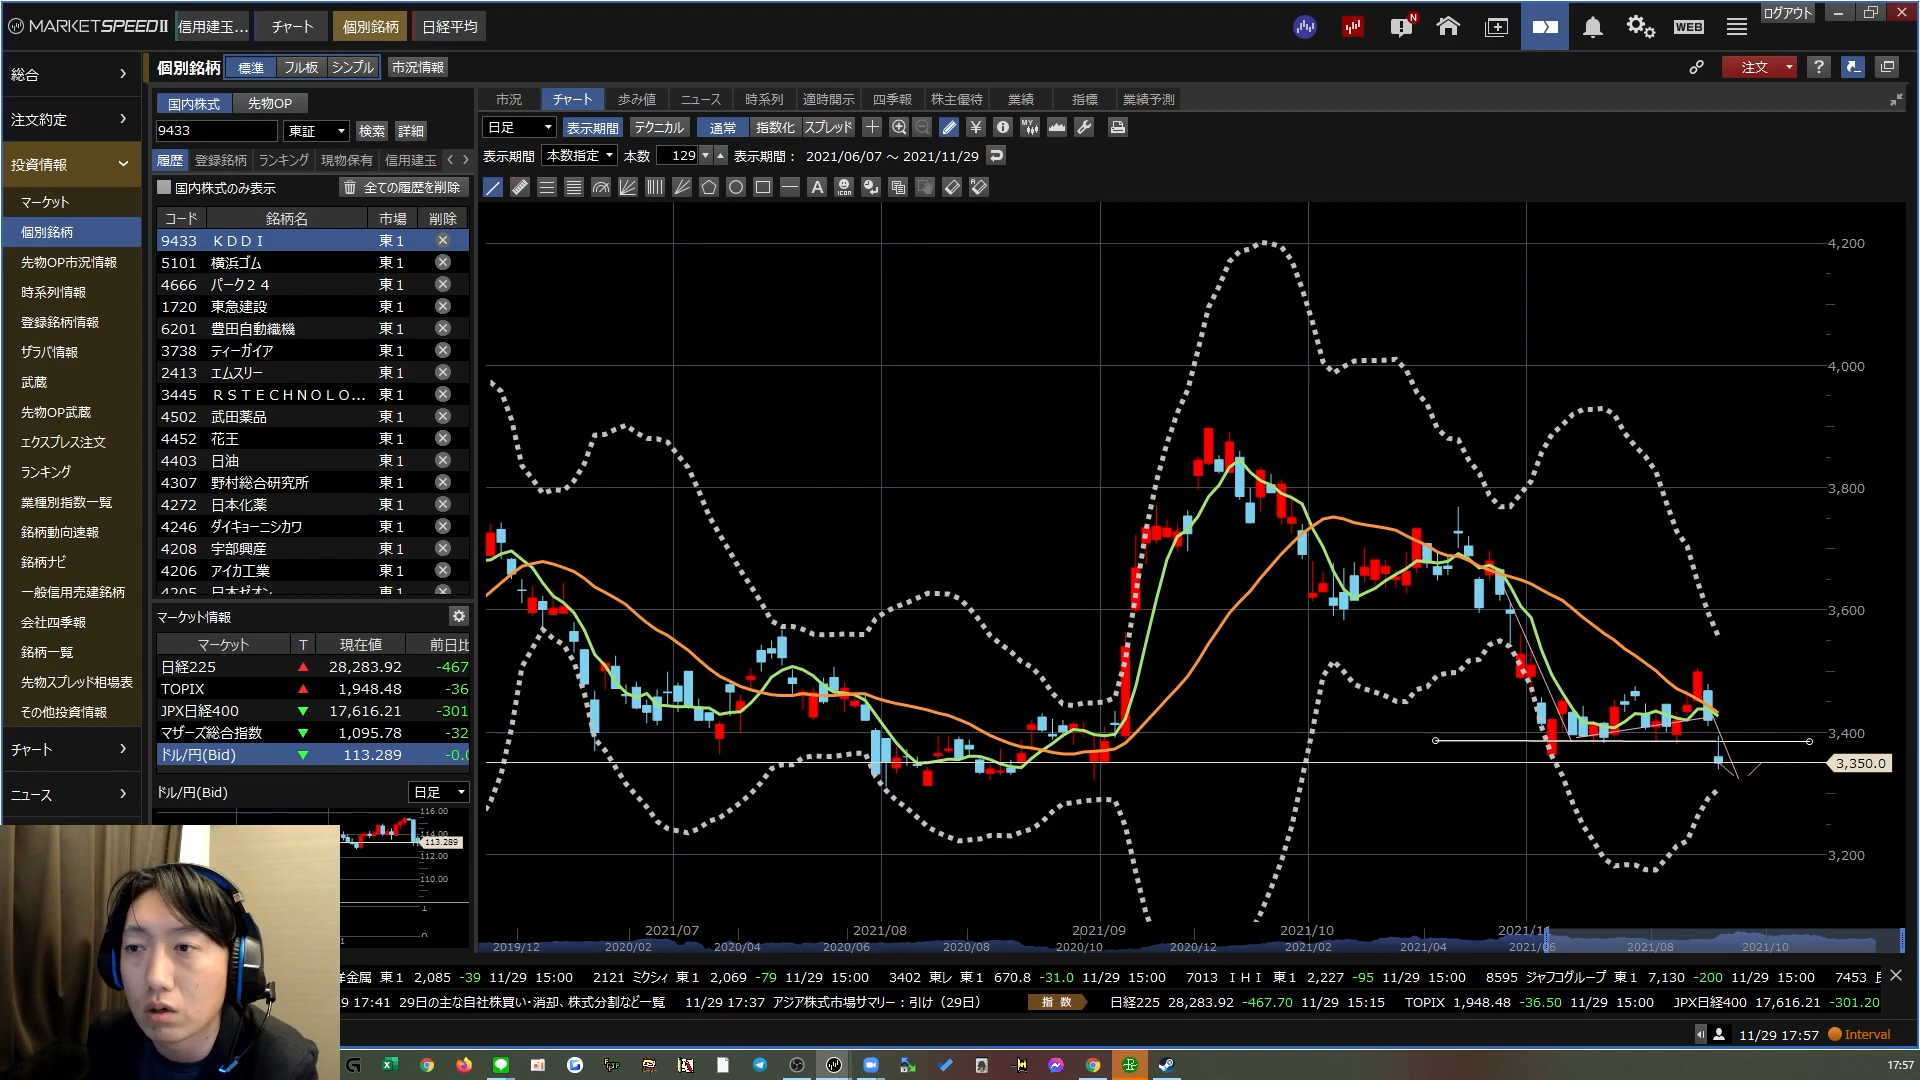 MARKETSPEED II 信用建玉... チャート 個別銘柄 日経平均 N WEB ログアウト
総合
注文約定
投資情報
マーケット
個別銘柄
先物OP市況情報
時系列情報
登録銘柄情報
ザラバ情報
武蔵
先物OP武蔵
エクスプレス注文
ランキング
業種別指数一覧
銘柄動向速報
銘柄ナビ
一般信用売建銘柄
会社四季報
銘柄一覧
先物スプレッド相場表
その他投資情報
チャート
ニュース
個別銘柄 標準 フル板 シンプル 市況情報 注文 ?
国内株式 先物OP
9433 東証 検索 詳細
履歴 登録銘柄 ランキング 現物保有 信用建玉
国内株式のみ表示 全ての履歴を削除
コード 銘柄名 市場 削除
9433 ＫＤＤＩ 東１
5101 横浜ゴム 東１
4666 パーク２４ 東１
1720 東急建設 東１
6201 豊田自動織機 東１
3738 ティーガイア 東１
2413 エムスリー 東１
3445 ＲＳＴＥＣＨＮＯＬＯ... 東１
4502 武田薬品 東１
4452 花王 東１
4403 日油 東１
4307 野村総合研究所 東１
4272 日本化薬 東１
4246 ダイキョーニシカワ 東１
4208 宇部興産 東１
4206 アイカ工業 東１
4205 日本ゼオン 東１
マーケット情報
マーケット T 現在値 前日比
日経225 ▲ 28,283.92 -467
TOPIX ▲ 1,948.48 -36
JPX日経400 ▼ 17,616.21 -301
マザーズ総合指数 ▼ 1,095.78 -32
ドル/円(Bid) ▼ 113.289 -0.0
ドル/円(Bid) 日足
116.00
114.00
113.289
112.00
110.00
市況 チャート 歩み値 ニュース 時系列 適時開示 四季報 株主優待 業績 指標 業績予測
日足 表示期間 テクニカル 通常 指数化 スプレッド ¥ MY
表示期間 本数指定 本数 129 表示期間： 2021/06/07 ～ 2021/11/29
A ICON
4,200
4,000
3,800
3,600
3,400
3,350.0
3,200
2021/07 2021/08 2021/09 2021/10 2021/1
2019/12 2020/02 2020/04 2020/06 2020/08 2020/10 2020/12 2021/02 2021/04 2021/06 2021/08 2021/10
金属 東１ 2,085 -39 11/29 15:00 2121 ミクシィ 東１ 2,069 -79 11/29 15:00 3402 東レ 東１ 670.8 -31.0 11/29 15:00 7013 ＩＨＩ 東１ 2,227 -95 11/29 15:00 8595 ジャフコグループ 東１ 7,130 -200 11/29 15:00 7453
9 17:41 29日の主な自社株買い・消却、株式分割など一覧 11/29 17:37 アジア株式市場サマリー：引け（29日） 指 数 日経225 28,283.92 -467.70 11/29 15:15 TOPIX 1,948.48 -36.50 11/29 15:00 JPX日経400 17,616.21 -301.20
11/29 17:57 Interval
17:57